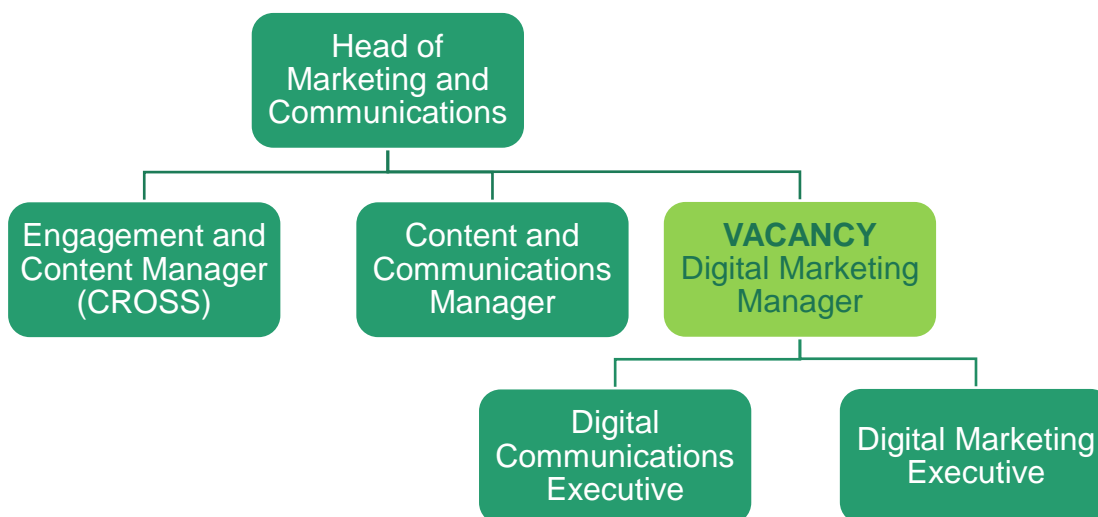 Head of
Marketing and
Communications
Engagement and
Content Manager
(CROSS)
Content and
Communications
Manager
VACANCY
Digital Marketing
Manager
Digital
Communications
Executive
Digital Marketing
Executive